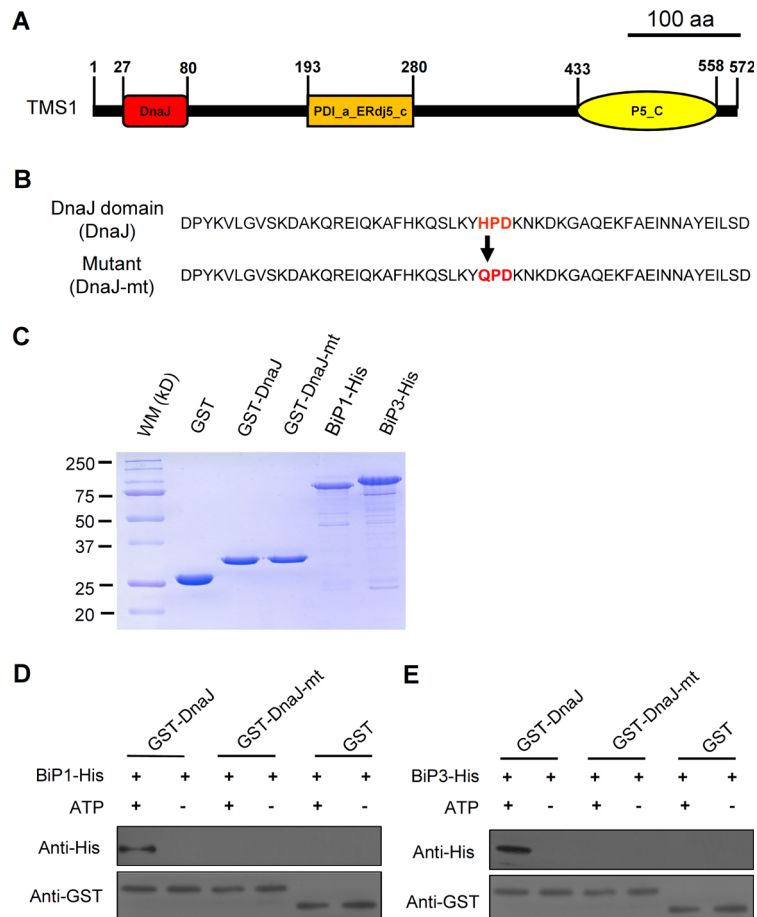 A
100 aa
1 27 80 193 280 433 558 572
TMS1 DnaJ PDI_a_ERdj5_c P5_C
B
DnaJ domain
(DnaJ)
DPYKVLGVSKDAKQREIQKAFHKQSLKYHPDKNKDKGAQEKFAEINNAYEILSD
Mutant
(DnaJ-mt)
DPYKVLGVSKDAKQREIQKAFHKQSLKYQPDKNKDKGAQEKFAEINNAYEILSD
C
WM (kD) GST GST-DnaJ GST-DnaJ-mt BiP1-His BiP3-His
250
75
50
37
25
20
D
GST-DnaJ GST-DnaJ-mt GST
BiP1-His + + + + + +
ATP + - + - + -
Anti-His
Anti-GST
E
GST-DnaJ GST-DnaJ-mt GST
BiP3-His + + + + + +
ATP + - + - + -
Anti-His
Anti-GST